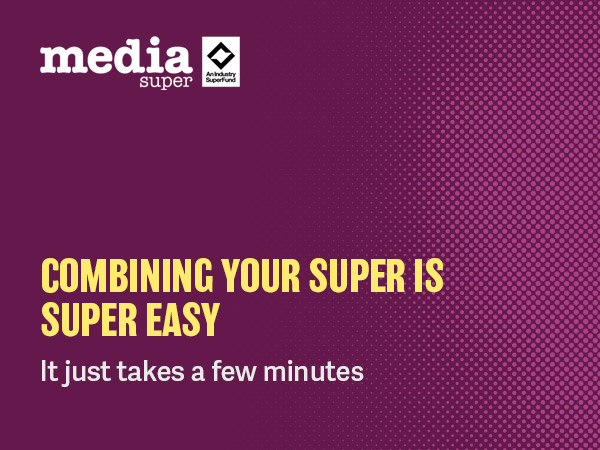 media
super
An Industry
SuperFund
COMBINING YOUR SUPER IS
SUPER EASY
It just takes a few minutes